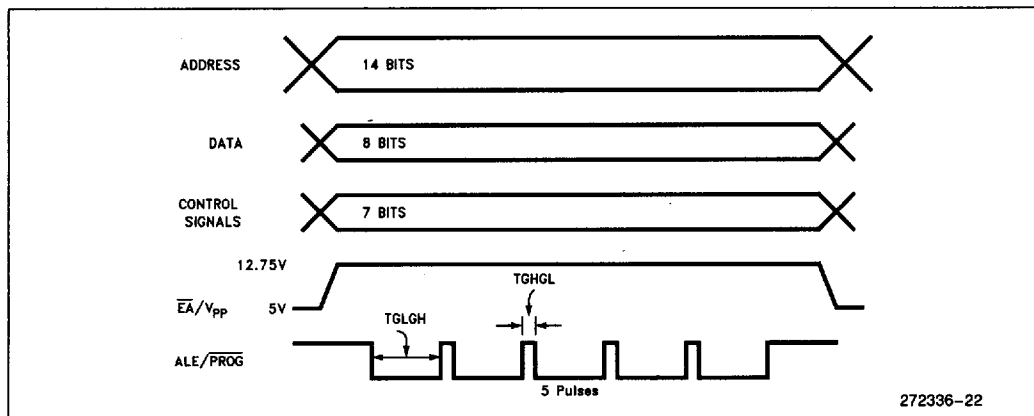 ADDRESS
14 BITS
DATA
8 BITS
CONTROL
SIGNALS
7 BITS
12.75V
TGHGL
EA/VPP
5V
TGLGH
ALE/PROG
5 Pulses
272336-22